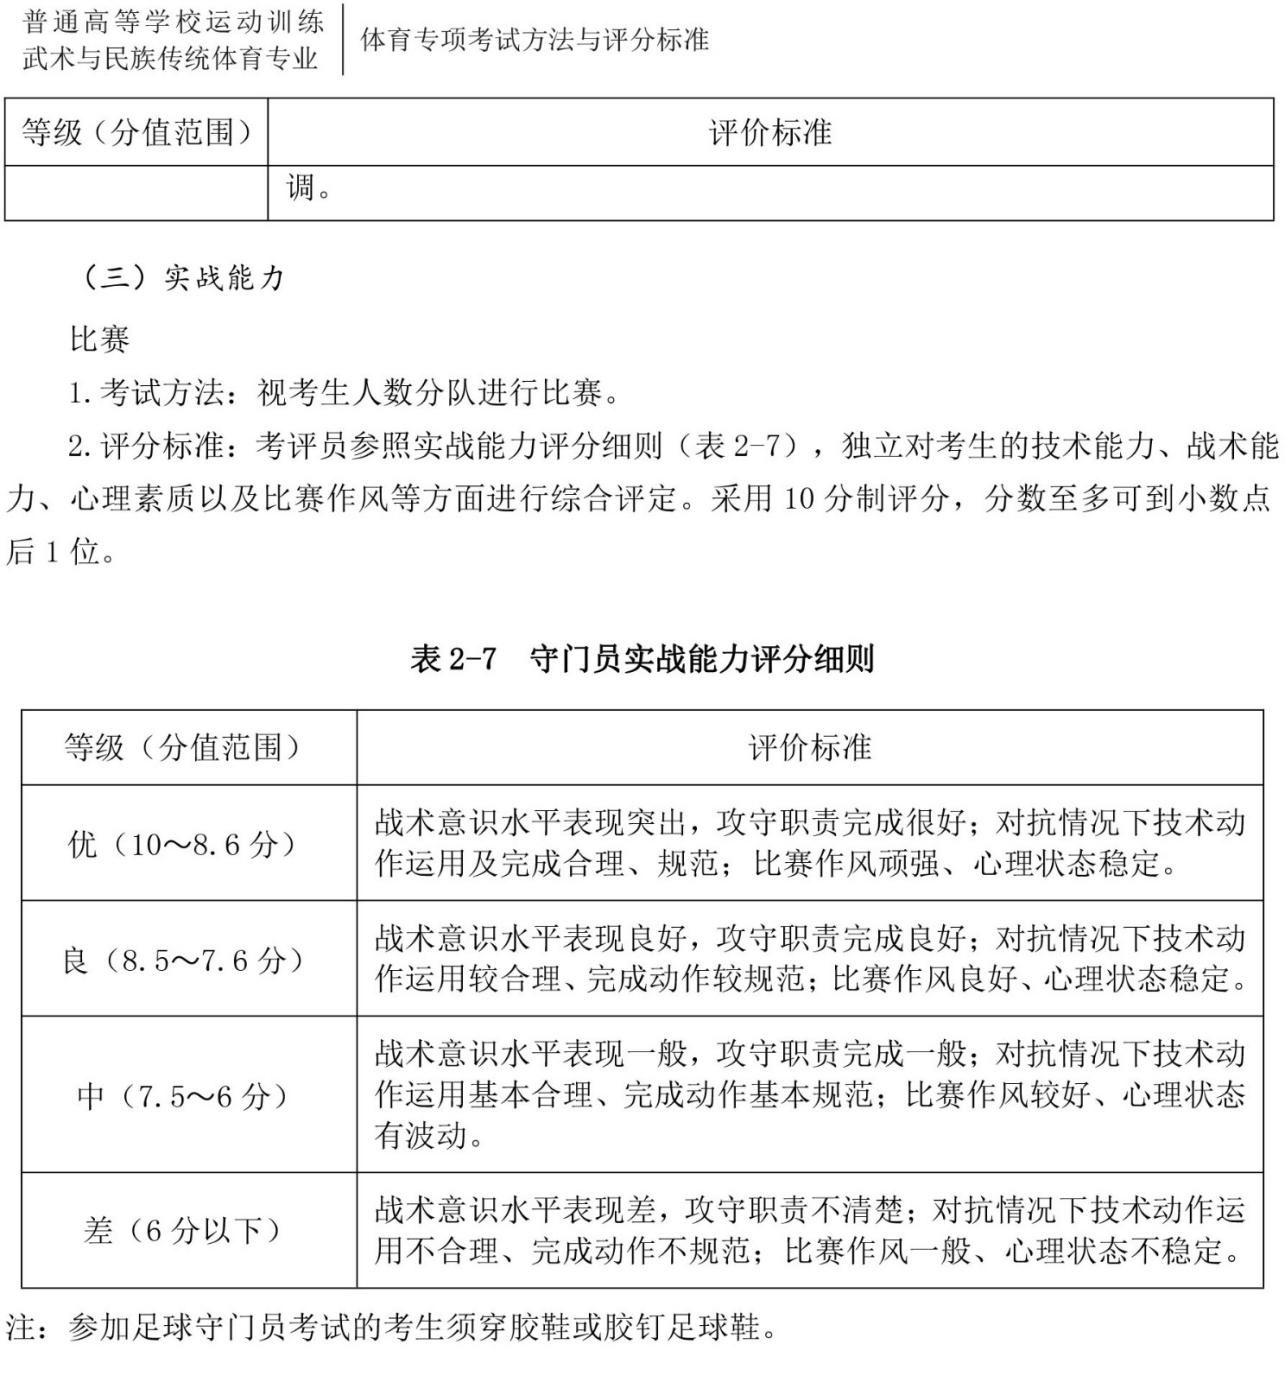 普通高等学校运动训练
武术与民族传统体育专业
体育专项考试方法与评分标准
等级（分值范围）
评价标准
调。
（三）实战能力
比赛
1.考试方法：视考生人数分队进行比赛。
2.评分标准：考评员参照实战能力评分细则（表2-7），独立对考生的技术能力、战术能
力、心理素质以及比赛作风等方面进行综合评定。采用10分制评分，分数至多可到小数点
后1位。
表2-7 守门员实战能力评分细则
等级（分值范围）
评价标准
优（10～8.6分）
战术意识水平表现突出，攻守职责完成很好；对抗情况下技术动
作运用及完成合理、规范；比赛作风顽强、心理状态稳定。
良（8.5～7.6分）
战术意识水平表现良好，攻守职责完成良好；对抗情况下技术动
作运用较合理、完成动作较规范；比赛作风良好、心理状态稳定。
中（7.5～6分）
战术意识水平表现一般，攻守职责完成一般；对抗情况下技术动
作运用基本合理、完成动作基本规范；比赛作风较好、心理状态
有波动。
差（6分以下）
战术意识水平表现差，攻守职责不清楚；对抗情况下技术动作运
用不合理、完成动作不规范；比赛作风一般、心理状态不稳定。
注：参加足球守门员考试的考生须穿胶鞋或胶钉足球鞋。